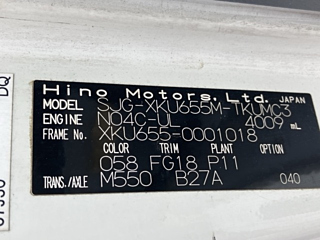 Hino Motors, Ltd. JAPAN
MODEL SJG-XKU655M-TKUMC3
ENGINE N04C-UL 4009 mL
FRAME No. XKU655-0001018
COLOR TRIM PLANT OPTION
058 FG18 P11
TRANS./AXLE M550 B27A 040
DQ